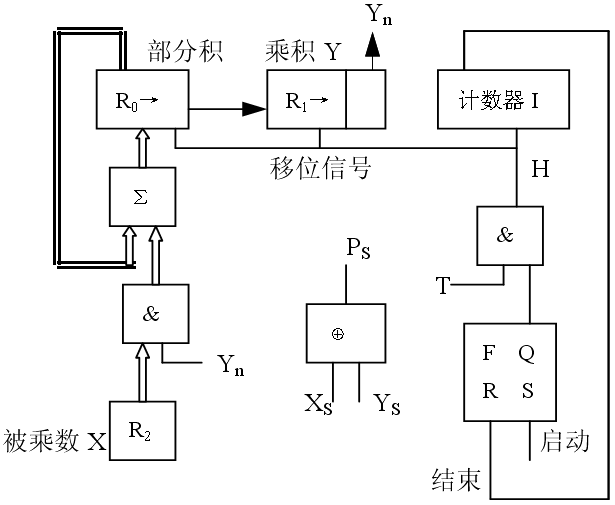 Yn
部分积 乘积 Y
R0→ R1→ 计数器 I
移位信号 H
Σ
&
PS
T
&
⊕
F Q
Yn
R S
XS YS
被乘数 X R2 启动
结束